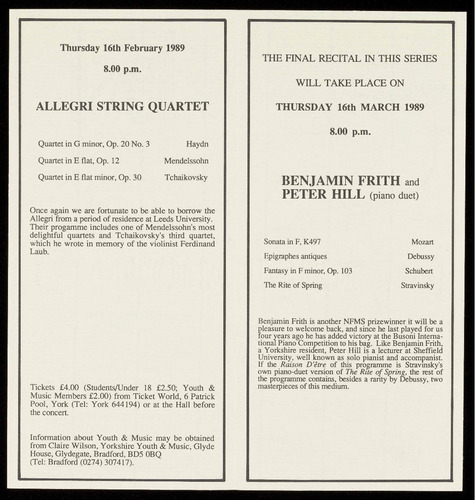 Thursday 16th February 1989
8.00 p.m.
ALLEGRI STRING QUARTET
Quartet in G minor, Op. 20 No. 3 Haydn
Quartet in E flat, Op. 12 Mendelssohn
Quartet in E flat minor, Op. 30 Tchaikovsky
Once again we are fortunate to be able to borrow the
Allegri from a period of residence at Leeds University.
Their progamme includes one of Mendelssohn's most
delightful quartets and Tchaikovsky's third quartet,
which he wrote in memory of the violinist Ferdinand
Laub.
Tickets £4.00 (Students/Under 18 £2.50; Youth &
Music Members £2.00) from Ticket World, 6 Patrick
Pool, York (Tel: York 644194) or at the Hall before
the concert.
Information about Youth & Music may be obtained
from Claire Wilson, Yorkshire Youth & Music, Glyde
House, Glydegate, Bradford, BD5 0BQ
(Tel: Bradford (0274) 307417).
THE FINAL RECITAL IN THIS SERIES
WILL TAKE PLACE ON
THURSDAY 16th MARCH 1989
8.00 p.m.
BENJAMIN FRITH and
PETER HILL (piano duet)
Sonata in F, K497 Mozart
Epigraphes antiques Debussy
Fantasy in F minor, Op. 103 Schubert
The Rite of Spring Stravinsky
Benjamin Frith is another NFMS prizewinner it will be a
pleasure to welcome back, and since he last played for us
four years ago he has added victory at the Busoni Interna-
tional Piano Competition to his bag. Like Benjamin Frith,
a Yorkshire resident, Peter Hill is a lecturer at Sheffield
University, well known as solo pianist and accompanist.
If the Raison D'être of this programme is Stravinsky's
own piano-duet version of The Rite of Spring, the rest of
the programme contains, besides a rarity by Debussy, two
masterpieces of this medium.